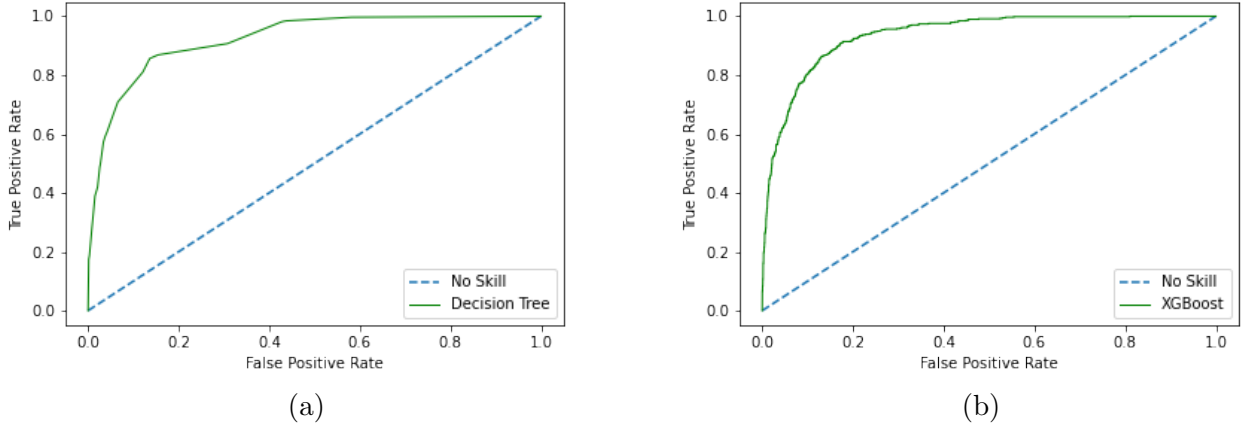 1.0
0.8
0.6
0.4
0.2
0.0
True Positive Rate
No Skill
Decision Tree
0.0 0.2 0.4 0.6 0.8 1.0
False Positive Rate
(a)
1.0
0.8
0.6
0.4
0.2
0.0
True Positive Rate
No Skill
XGBoost
0.0 0.2 0.4 0.6 0.8 1.0
False Positive Rate
(b)